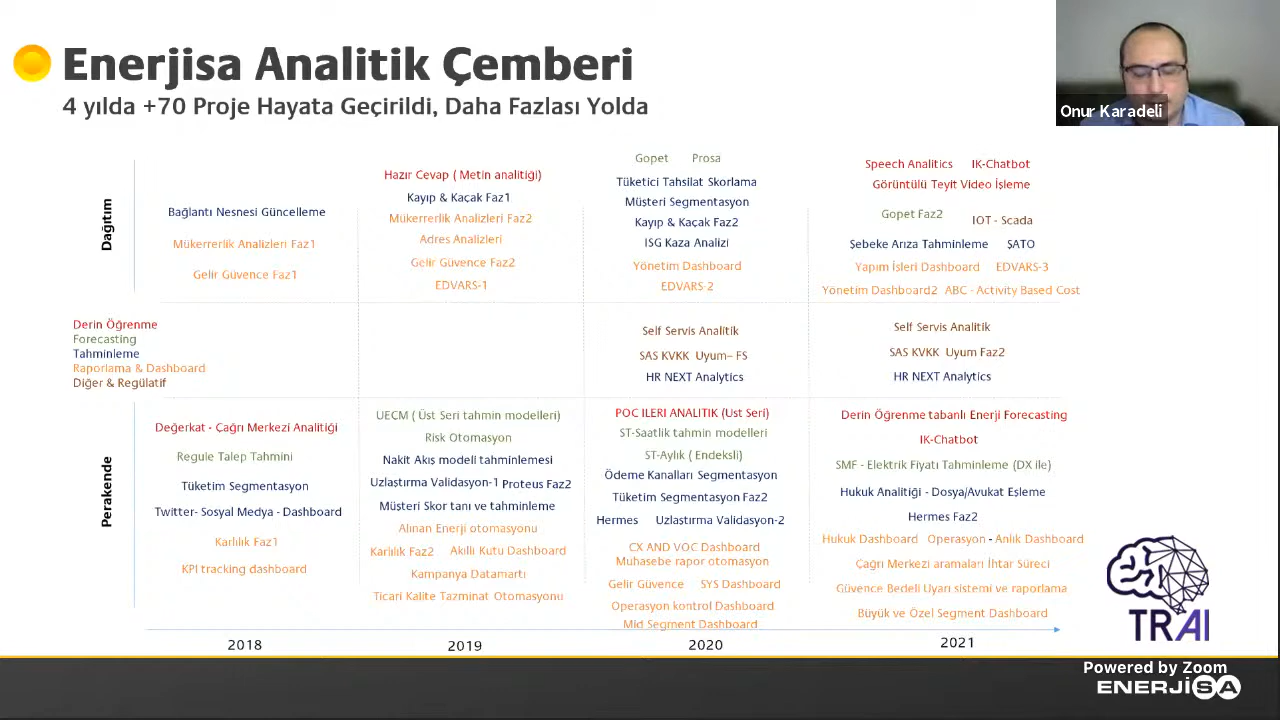 Enerjisa Analitik Çemberi
4 yılda +70 Proje Hayata Geçirildi, Daha Fazlası Yolda
Onur Karadeli
Dağıtım
Bağlantı Nesnesi Güncelleme
Mükerrerlik Analizleri Faz1
Gelir Güvence Faz1
Hazır Cevap ( Metin analitiği)
Kayıp & Kaçak Faz1
Mükerrerlik Analizleri Faz2
Adres Analizleri
Gelir Güvence Faz2
EDVARS-1
Gopet Prosa
Tüketici Tahsilat Skorlama
Müşteri Segmentasyon
Kayıp & Kaçak Faz2
ISG Kaza Analizi
Yönetim Dashboard
EDVARS-2
Speech Analitics IK-Chatbot
Görüntülü Teyit Video İşleme
Gopet Faz2 IOT - Scada
Şebeke Arıza Tahminleme ŞATO
Yapım İşleri Dashboard EDVARS-3
Yönetim Dashboard2 ABC - Activity Based Cost
Derin Öğrenme
Forecasting
Tahminleme
Raporlama & Dashboard
Diğer & Regülatif
Self Servis Analitik
SAS KVKK Uyum– FS
HR NEXT Analytics
Self Servis Analitik
SAS KVKK Uyum Faz2
HR NEXT Analytics
Perakende
Değerkat - Çağrı Merkezi Analitiği
Regule Talep Tahmini
Tüketim Segmentasyon
Twitter- Sosyal Medya - Dashboard
Karlılık Faz1
KPI tracking dashboard
UECM ( Üst Seri tahmin modelleri)
Risk Otomasyon
Nakit Akış modeli tahminlemesi
Uzlaştırma Validasyon-1 Proteus Faz2
Müşteri Skor tanı ve tahminleme
Alınan Enerji otomasyonu
Karlılık Faz2 Akıllı Kutu Dashboard
Kampanya Datamartı
Ticari Kalite Tazminat Otomasyonu
POC ILERI ANALITIK (Ust Seri)
ST-Saatlik tahmin modelleri
ST-Aylık ( Endeksli)
Ödeme Kanalları Segmentasyon
Tüketim Segmentasyon Faz2
Hermes Uzlaştırma Validasyon-2
CX AND VOC Dashboard
Muhasebe rapor otomasyon
Gelir Güvence SYS Dashboard
Operasyon kontrol Dashboard
Mid Segment Dashboard
Derin Öğrenme tabanlı Enerji Forecasting
IK-Chatbot
SMF - Elektrik Fiyatı Tahminleme (DX ile)
Hukuk Analitiği - Dosya/Avukat Eşleme
Hermes Faz2
Hukuk Dashboard Operasyon - Anlık Dashboard
Çağrı Merkezi aramaları İhtar Süreci
Güvence Bedeli Uyarı sistemi ve raporlama
Büyük ve Özel Segment Dashboard
2018 2019 2020 2021
TRAI
Powered by Zoom
ENERJİSA